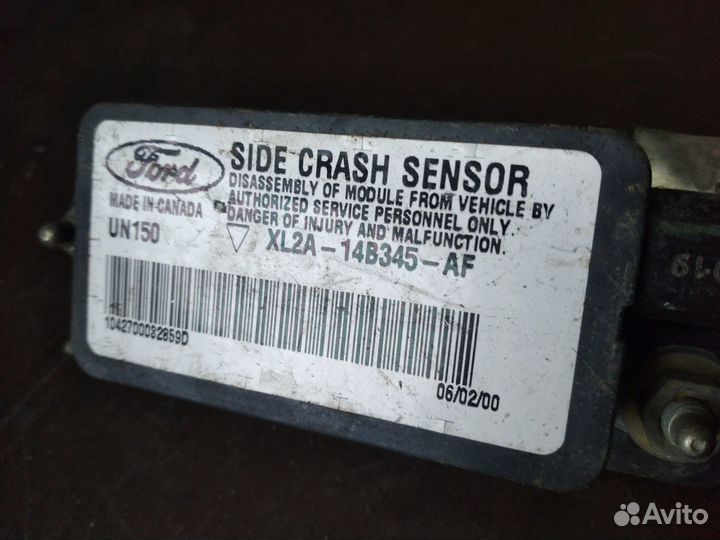 Ford
SIDE CRASH SENSOR
DISASSEMBLY OF MODULE FROM VEHICLE BY
AUTHORIZED SERVICE PERSONNEL ONLY.
DANGER OF INJURY AND MALFUNCTION.
MADE IN CANADA
UN150
XL2A-14B345-AF
1042700082859D
06/02/00
Avito